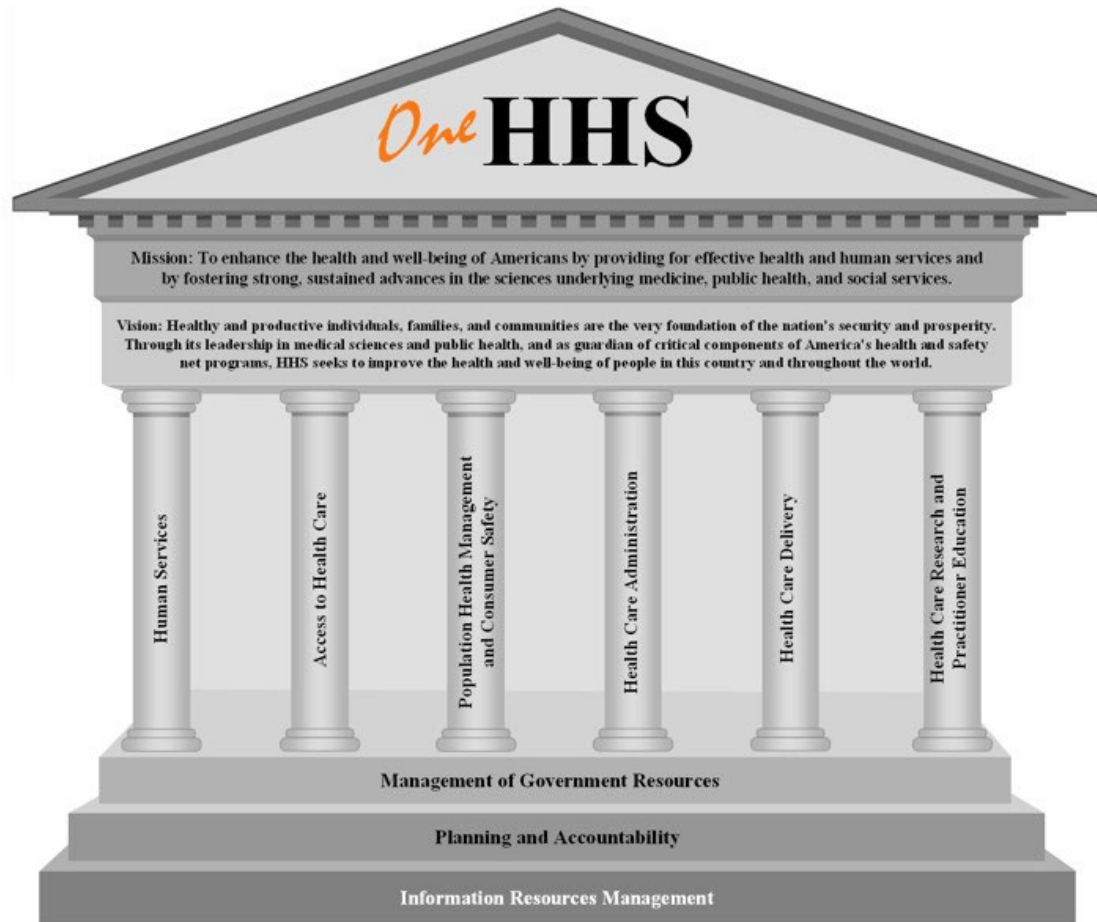 One HHS
Mission: To enhance the health and well-being of Americans by providing for effective health and human services and
by fostering strong, sustained advances in the sciences underlying medicine, public health, and social services.
Vision: Healthy and productive individuals, families, and communities are the very foundation of the nation's security and prosperity.
Through its leadership in medical sciences and public health, and as guardian of critical components of America's health and safety
net programs, HHS seeks to improve the health and well-being of people in this country and throughout the world.
Human Services
Access to Health Care
Population Health Management
and Consumer Safety
Health Care Administration
Health Care Delivery
Health Care Research and
Practitioner Education
Management of Government Resources
Planning and Accountability
Information Resources Management